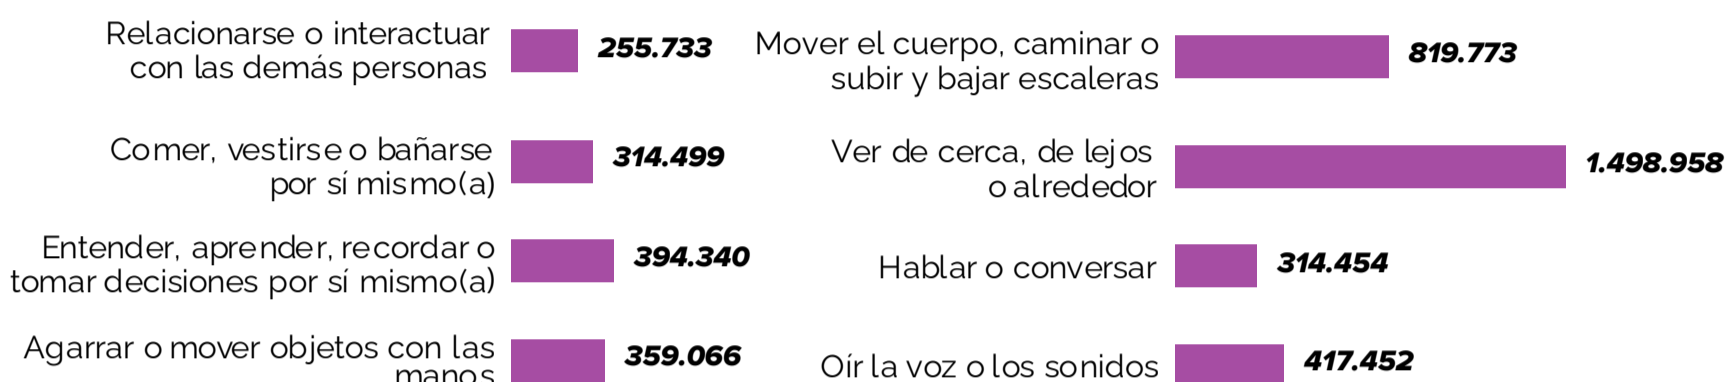 Relacionarse o interactuar
con las demás personas
255.733
Comer, vestirse o bañarse
por sí mismo(a)
314.499
Entender, aprender, recordar o
tomar decisiones por sí mismo(a)
394.340
Agarrar o mover objetos con las
manos
359.066
Mover el cuerpo, caminar o
subir y bajar escaleras
819.773
Ver de cerca, de lejos
o alrededor
1.498.958
Hablar o conversar
314.454
Oír la voz o los sonidos
417.452